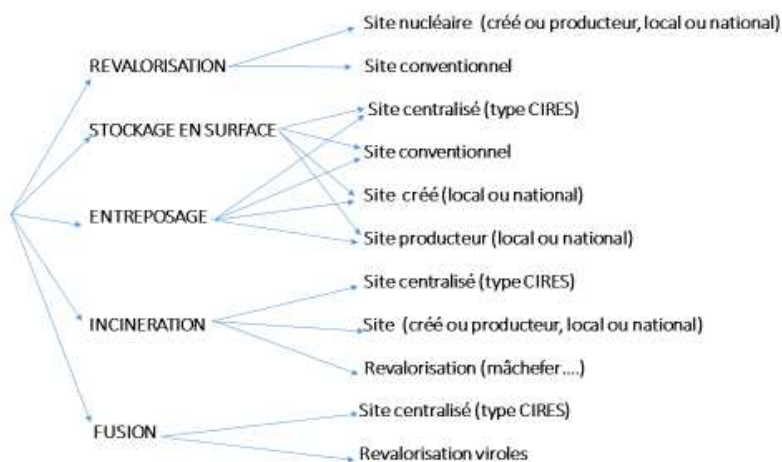 Site nucléaire (créé ou producteur, local ou national)
REVALORISATION
Site conventionnel
Site centralisé (type CIRES)
STOCKAGE EN SURFACE
Site conventionnel
Site créé (local ou national)
ENTREPOSAGE
Site producteur (local ou national)
Site centralisé (type CIRES)
INCINERATION
Site (créé ou producteur, local ou national)
Revalorisation (mâchefer....)
Site centralisé (type CIRES)
FUSION
Revalorisation viroles